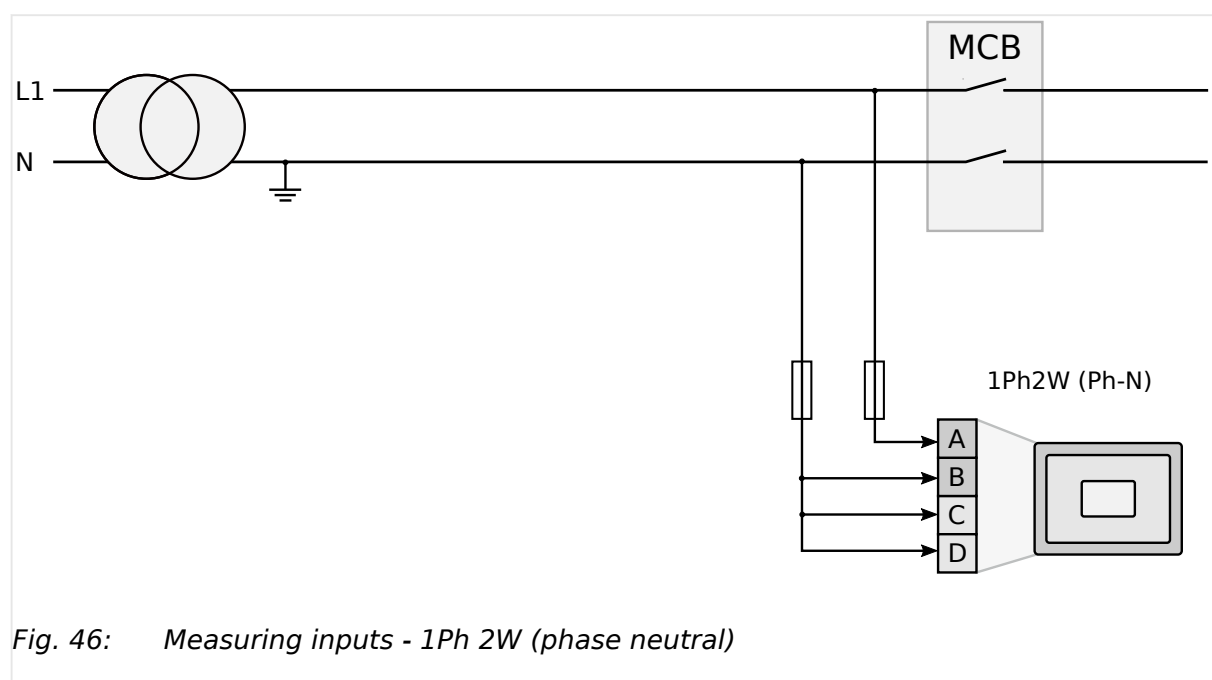 MCB
L1
N
1Ph2W (Ph-N)
A
B
C
D
Fig. 46: Measuring inputs - 1Ph 2W (phase neutral)